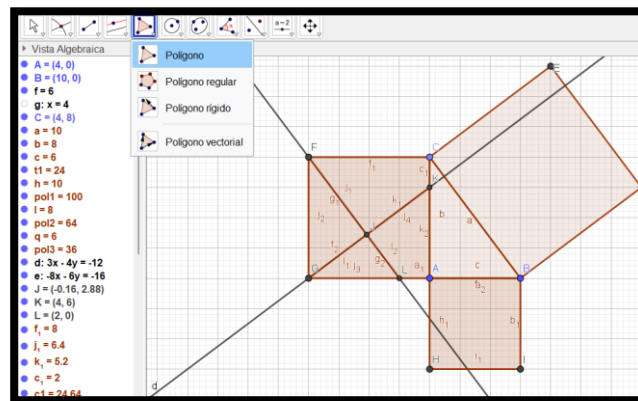 a=2
Vista Algebraica
A = (4, 0)
B = (10, 0)
f = 6
g: x = 4
C = (4, 8)
a = 10
b = 8
c = 6
t1 = 24
h = 10
pol1 = 100
l = 8
pol2 = 64
q = 6
pol3 = 36
d: 3x - 4y = -12
e: -8x - 6y = -16
J = (-0.16, 2.88)
K = (4, 6)
L = (2, 0)
f₁ = 8
j₁ = 6.4
k₁ = 5.2
c₁ = 2
c1 = 24.64
Polígono
Polígono regular
Polígono rígido
Polígono vectorial
E
F
f₁
C
c₁
j₁
K
g₁
k₁
l₂
l₄
b
a
k₂
f₂
l₂
G
l₁
l₃
g₂
L
a₁
A
c
B
a₂
h₁
b₁
H
i₁
I
d